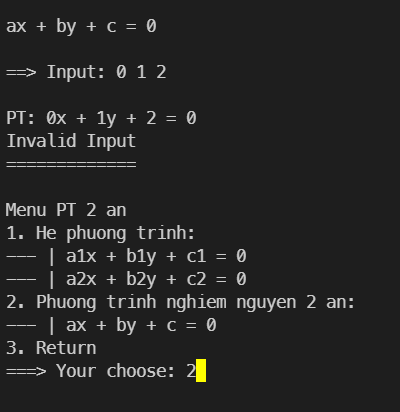 ax + by + c = 0
==> Input: 0 1 2
PT: 0x + 1y + 2 = 0
Invalid Input
=============
Menu PT 2 an
1. He phuong trinh:
--- | a1x + b1y + c1 = 0
--- | a2x + b2y + c2 = 0
2. Phuong trinh nghiem nguyen 2 an:
--- | ax + by + c = 0
3. Return
===> Your choose: 2